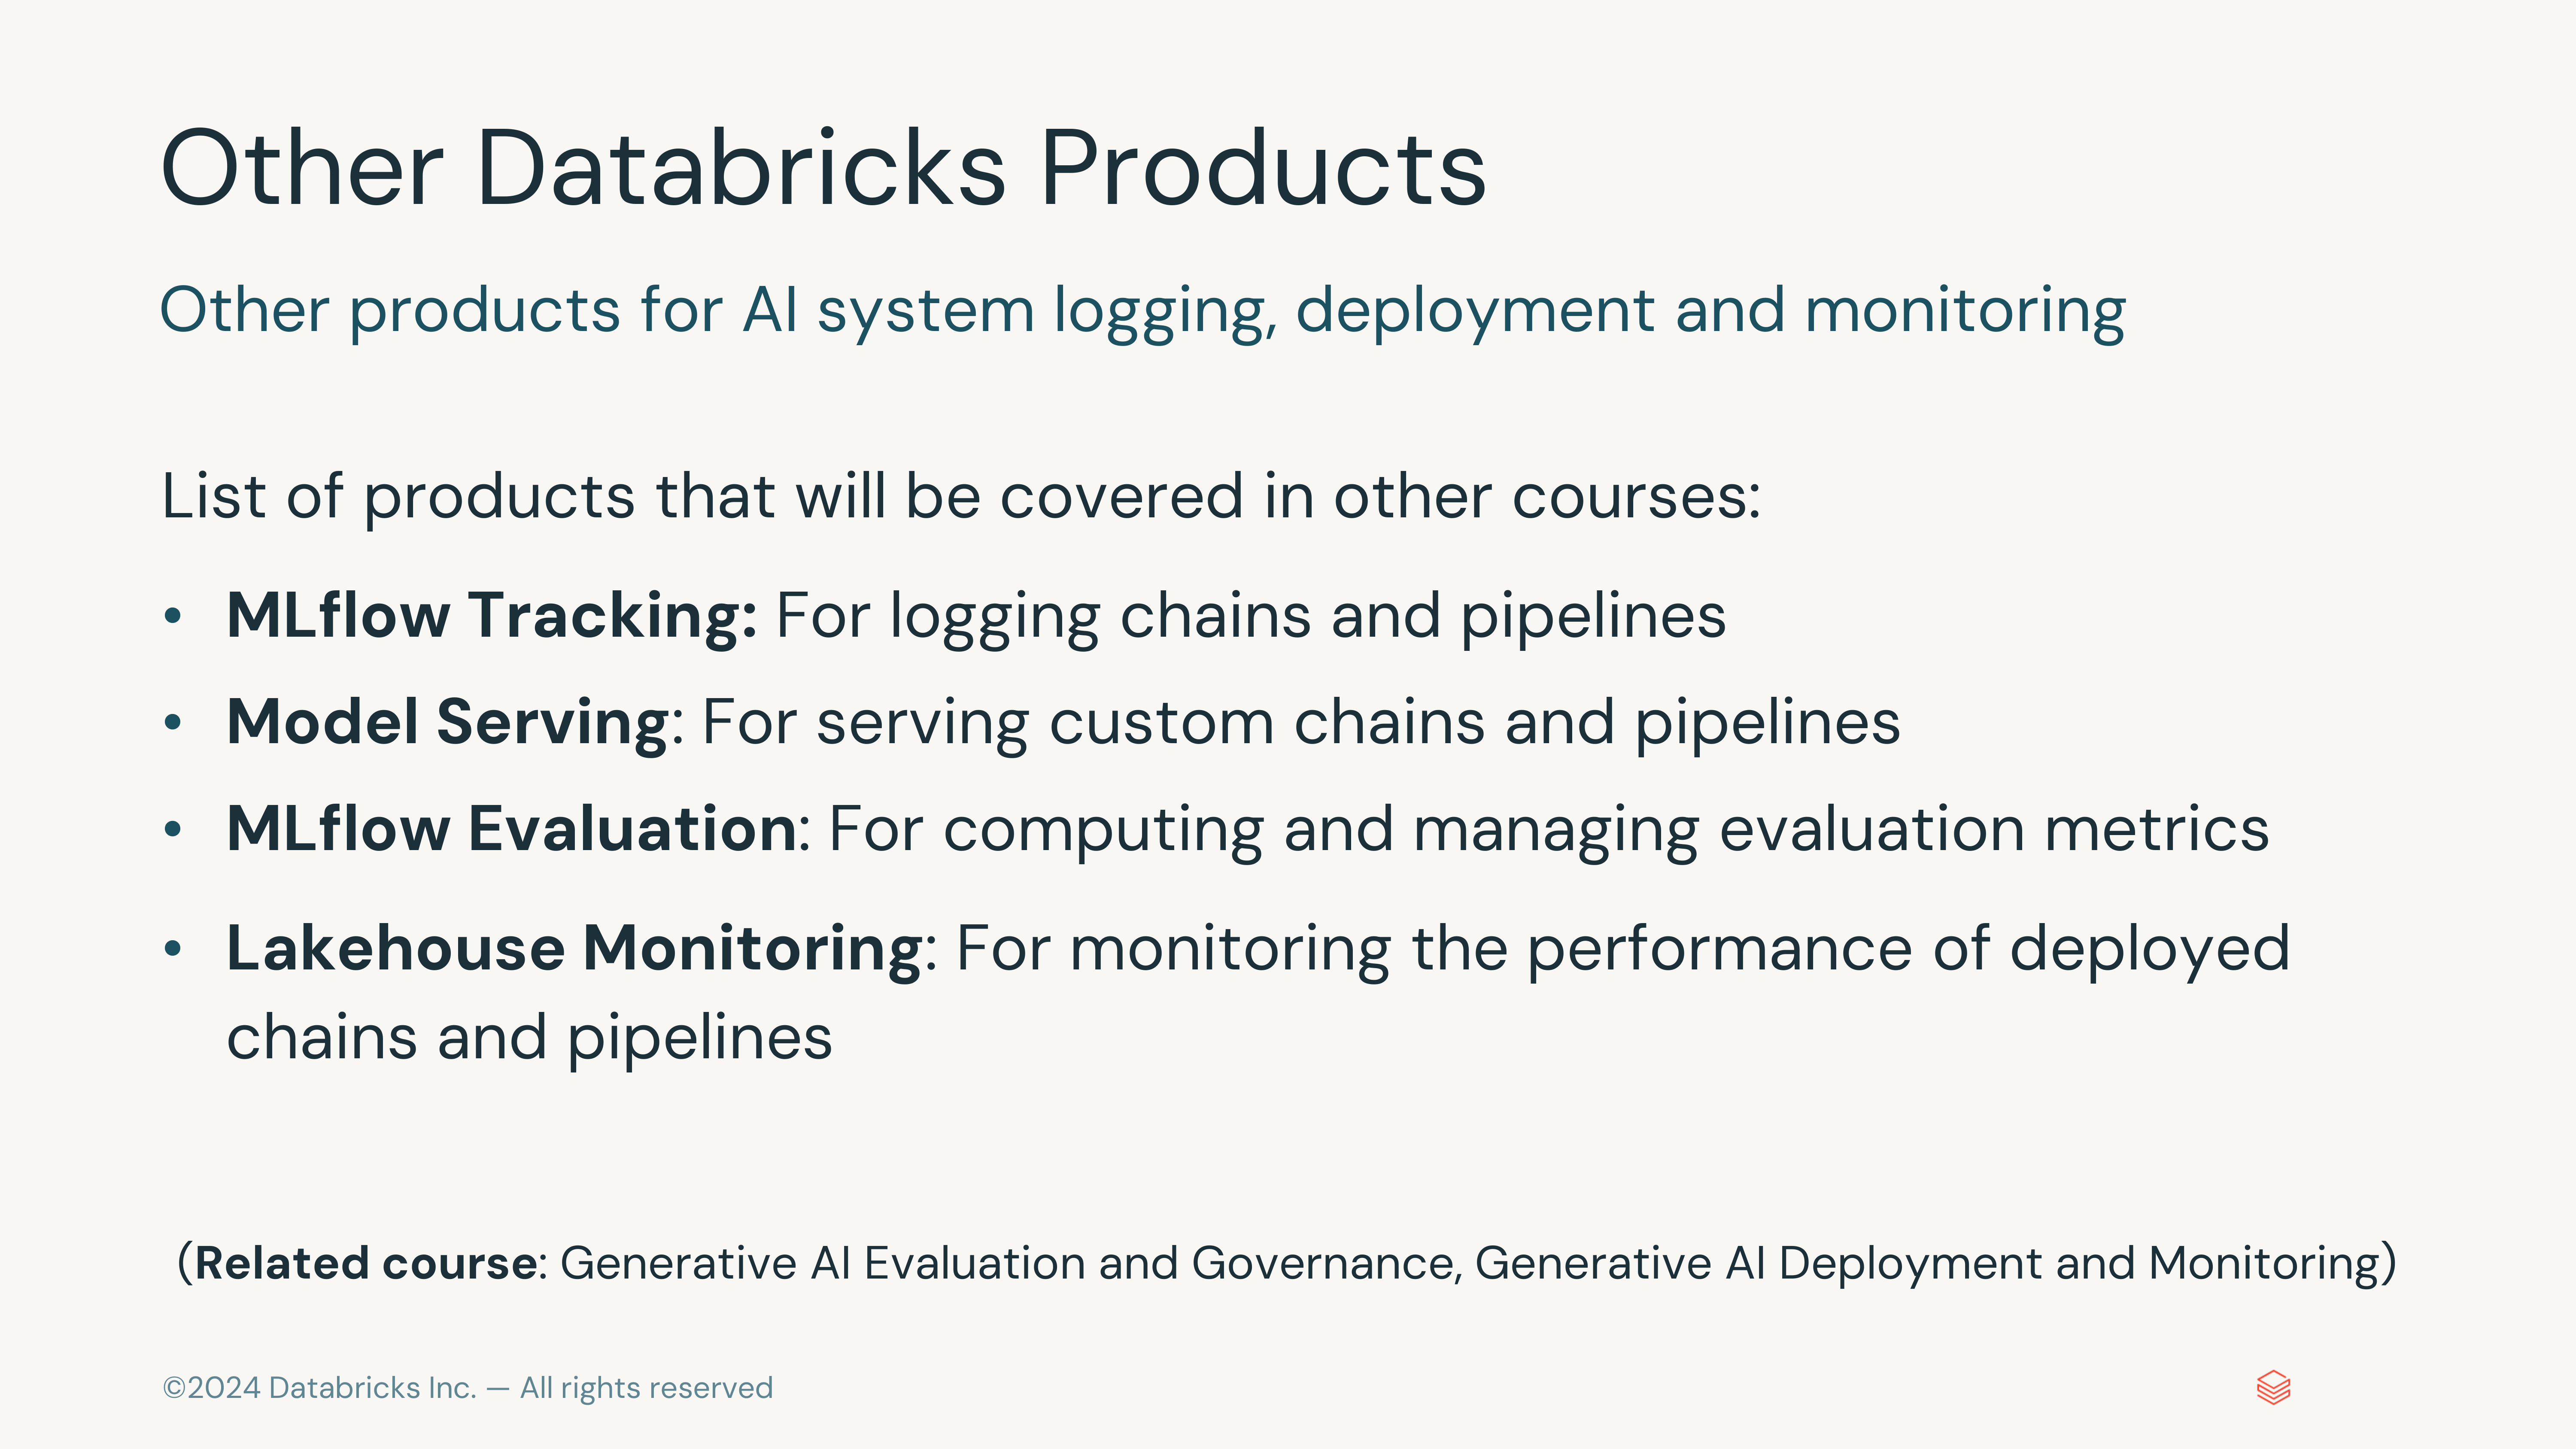 Other Databricks Products
Other products for AI system logging, deployment and monitoring
List of products that will be covered in other courses:
• MLflow Tracking: For logging chains and pipelines
• Model Serving: For serving custom chains and pipelines
• MLflow Evaluation: For computing and managing evaluation metrics
• Lakehouse Monitoring: For monitoring the performance of deployed
chains and pipelines
(Related course: Generative AI Evaluation and Governance, Generative AI Deployment and Monitoring)
©2024 Databricks Inc. — All rights reserved